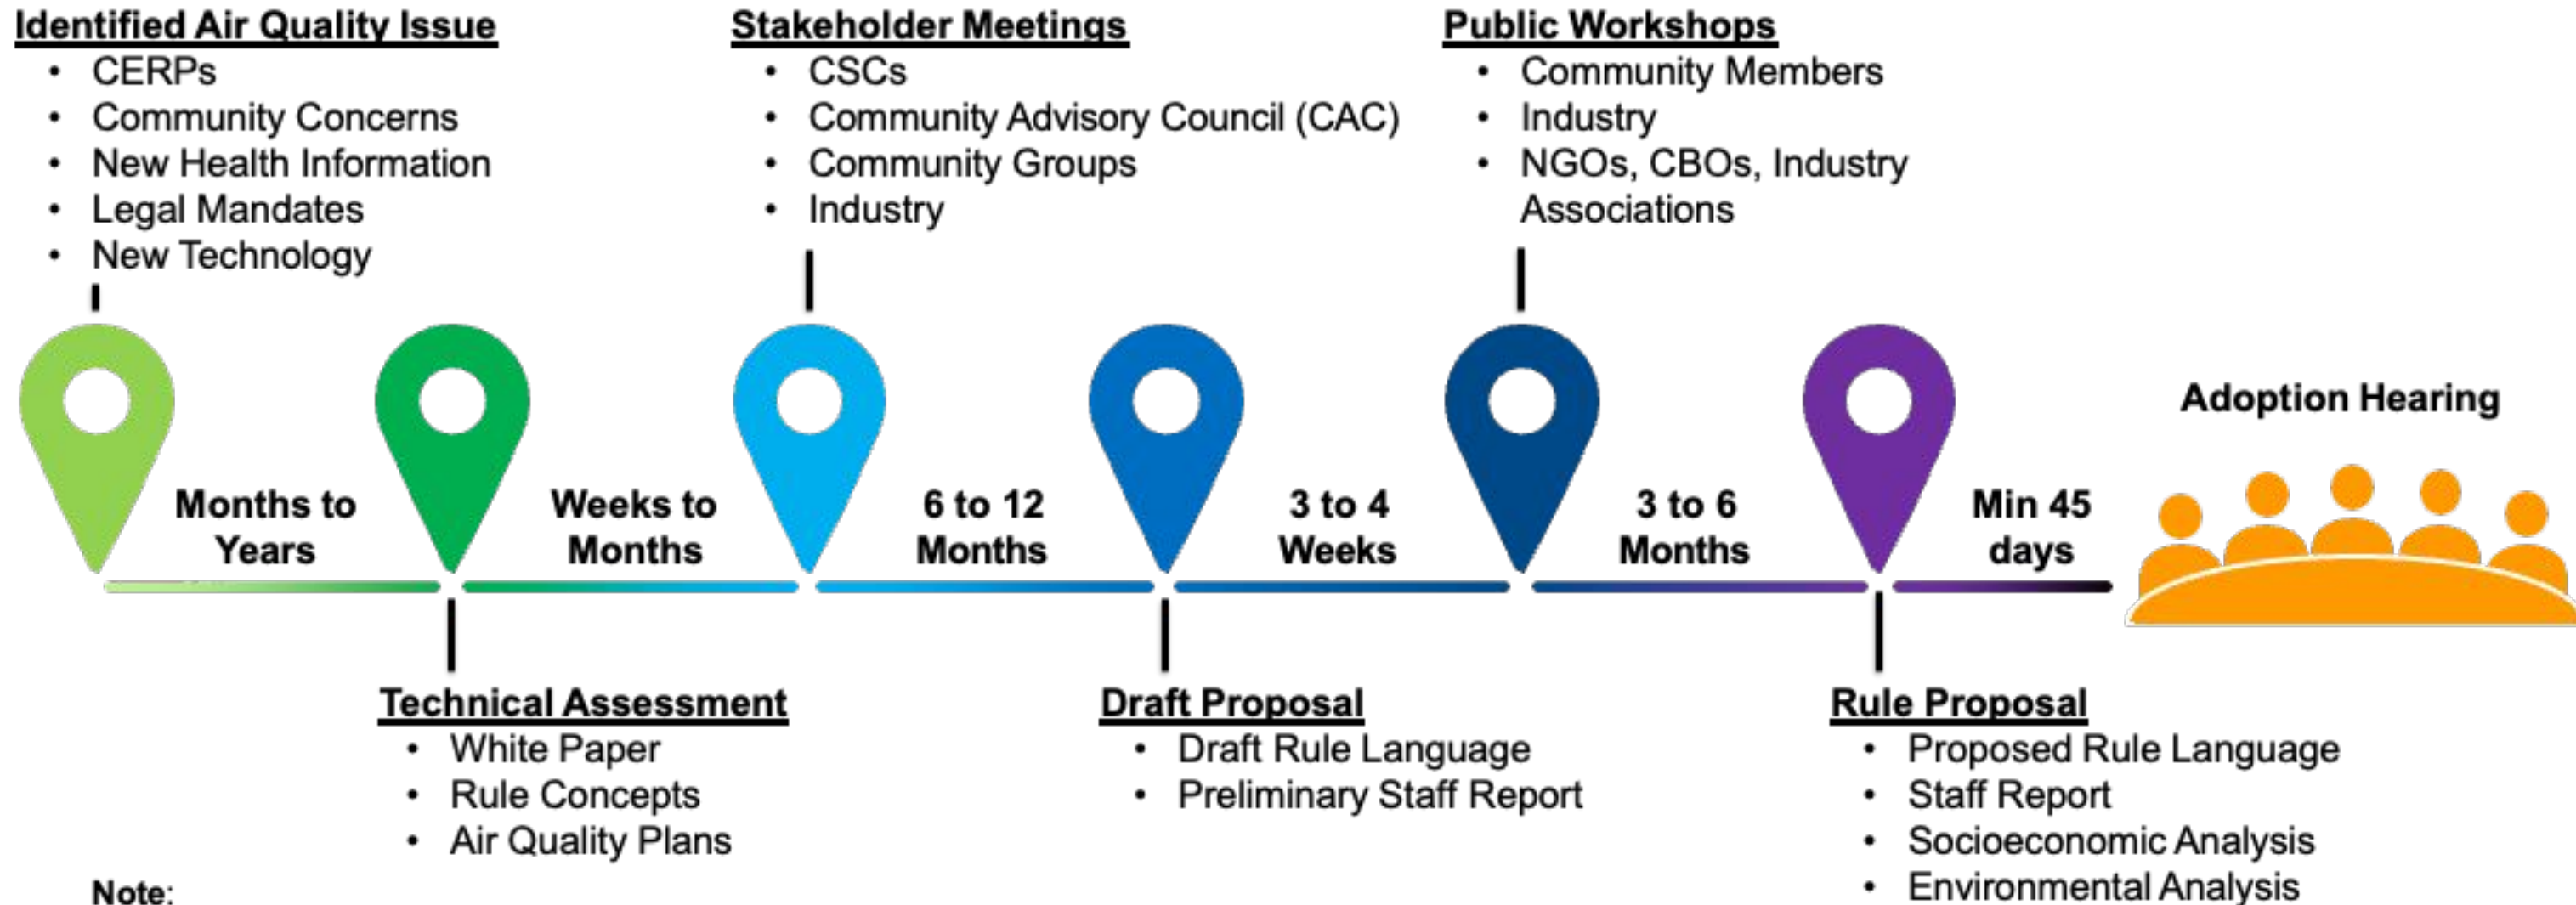 Identified Air Quality Issue
• CERPs
• Community Concerns
• New Health Information
• Legal Mandates
• New Technology
Stakeholder Meetings
• CSCs
• Community Advisory Council (CAC)
• Community Groups
• Industry
Public Workshops
• Community Members
• Industry
• NGOs, CBOs, Industry
Associations
Months to
Years
Weeks to
Months
6 to 12
Months
3 to 4
Weeks
3 to 6
Months
Min 45
days
Adoption Hearing
Technical Assessment
• White Paper
• Rule Concepts
• Air Quality Plans
Draft Proposal
• Draft Rule Language
• Preliminary Staff Report
Rule Proposal
• Proposed Rule Language
• Staff Report
• Socioeconomic Analysis
• Environmental Analysis
Note: